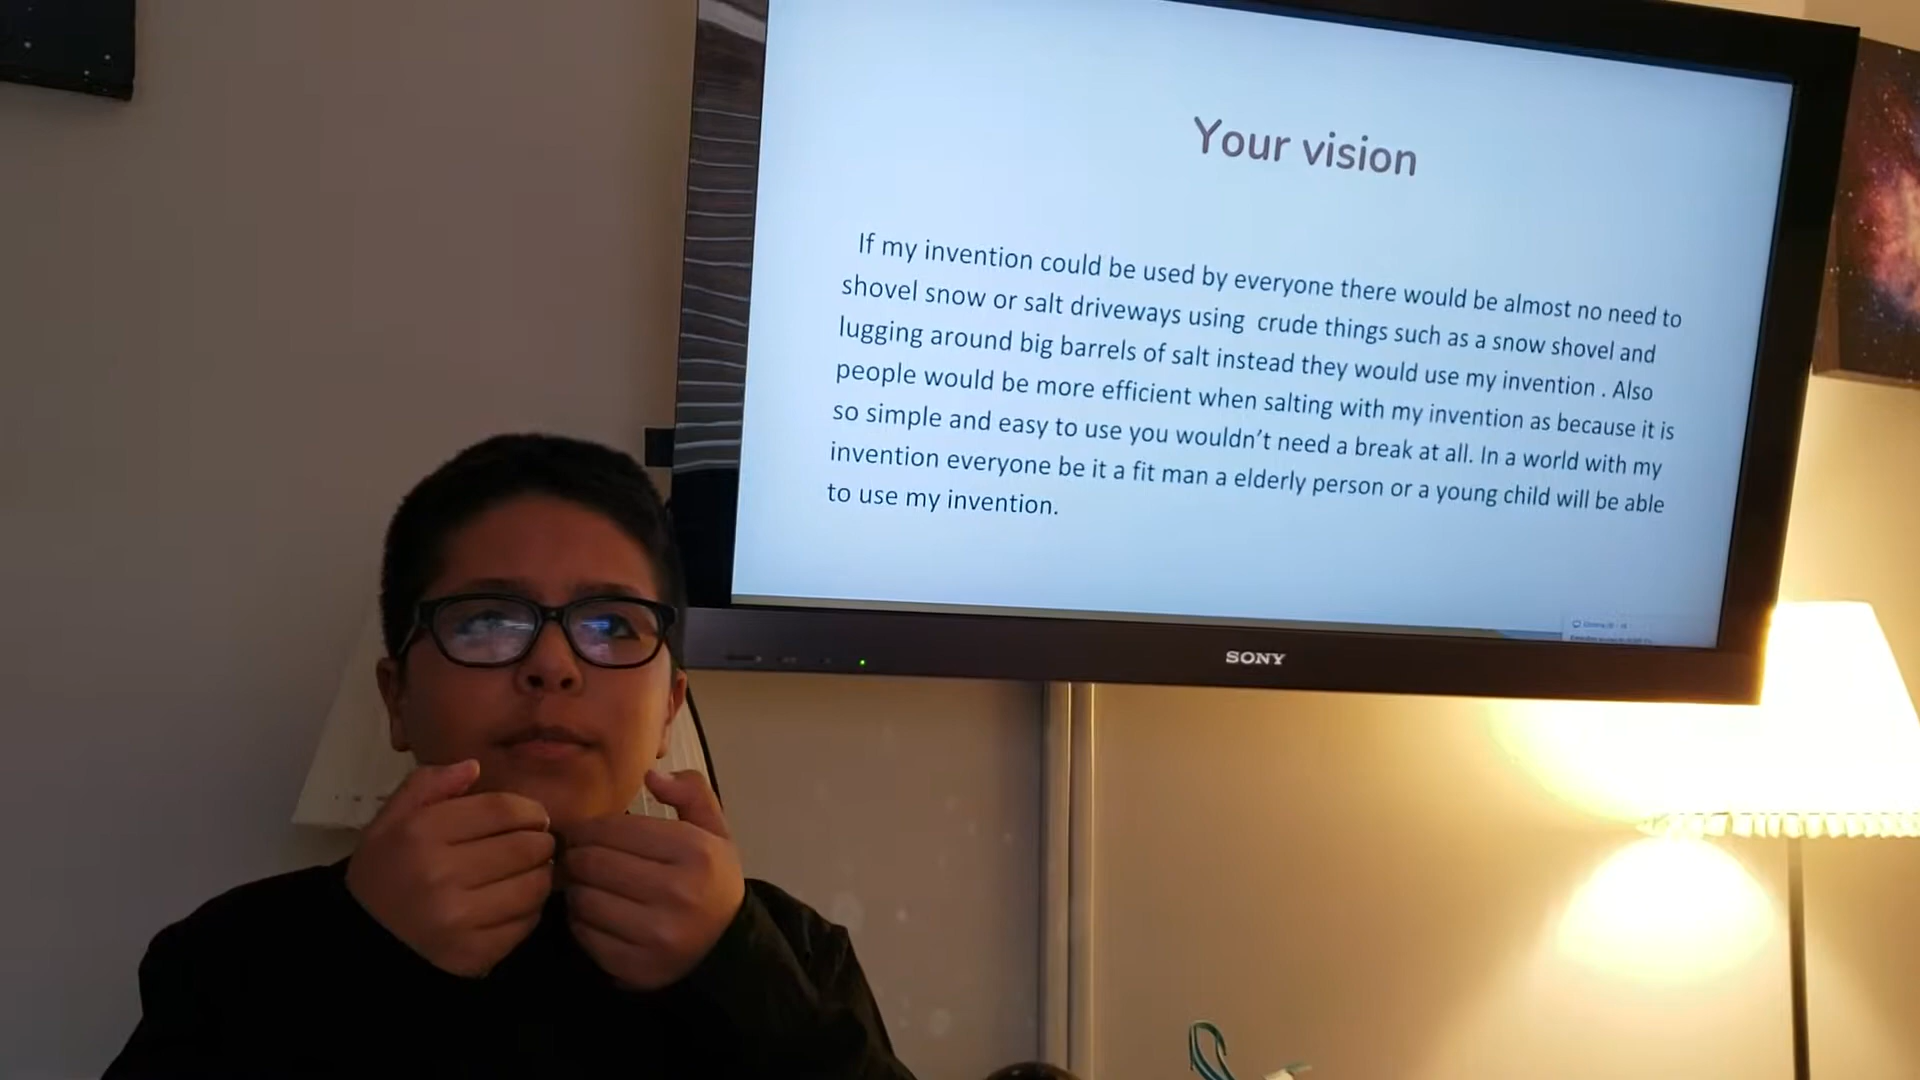 Your vision
If my invention could be used by everyone there would be almost no need to
shovel snow or salt driveways using crude things such as a snow shovel and
lugging around big barrels of salt instead they would use my invention . Also
people would be more efficient when salting with my invention as because it is
so simple and easy to use you wouldn't need a break at all. In a world with my
invention everyone be it a fit man a elderly person or a young child will be able
to use my invention.
SONY